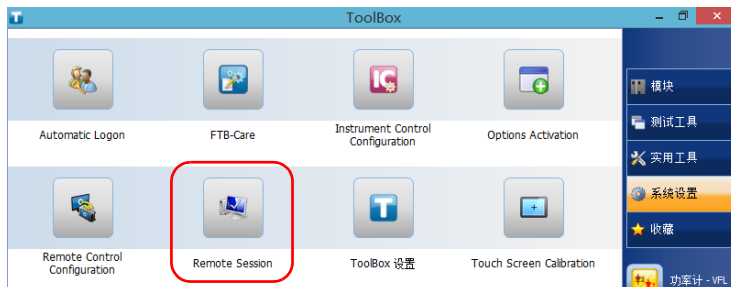 ToolBox
Automatic Logon
FTB-Care
Instrument Control
Configuration
Options Activation
Remote Control
Configuration
Remote Session
ToolBox 设置
Touch Screen Calibration
模块
测试工具
实用工具
系统设置
收藏
功率计 - VFL